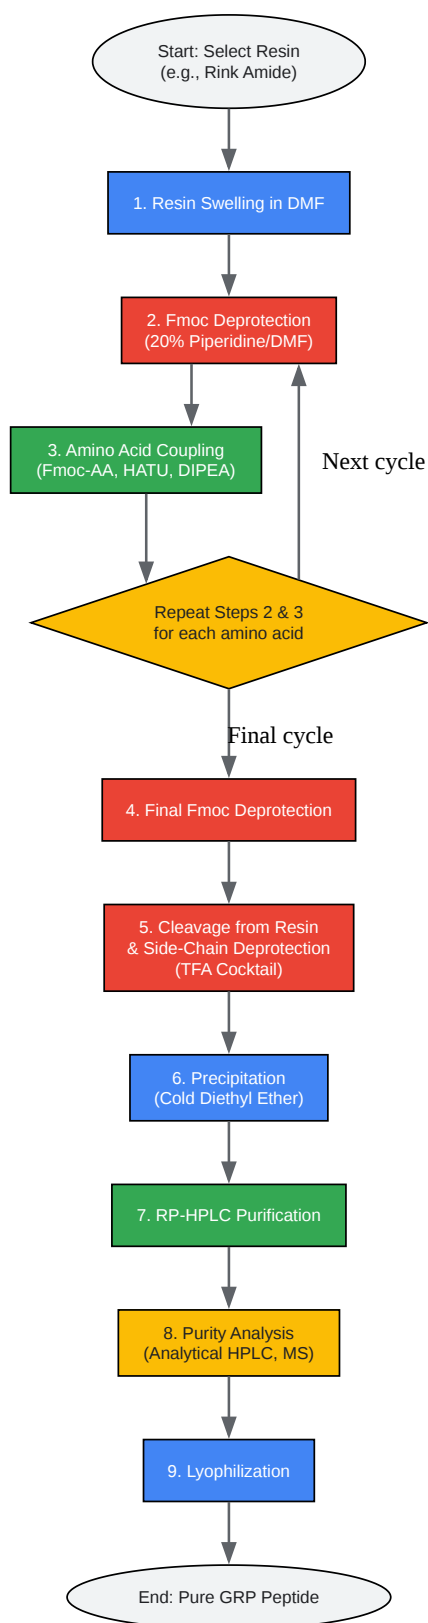 Start: Select Resin
(e.g., Rink Amide)
1. Resin Swelling in DMF
2. Fmoc Deprotection
(20% Piperidine/DMF)
3. Amino Acid Coupling
(Fmoc-AA, HATU, DIPEA)
Next cycle
Repeat Steps 2 & 3
for each amino acid
Final cycle
4. Final Fmoc Deprotection
5. Cleavage from Resin
& Side-Chain Deprotection
(TFA Cocktail)
6. Precipitation
(Cold Diethyl Ether)
7. RP-HPLC Purification
8. Purity Analysis
(Analytical HPLC, MS)
9. Lyophilization
End: Pure GRP Peptide